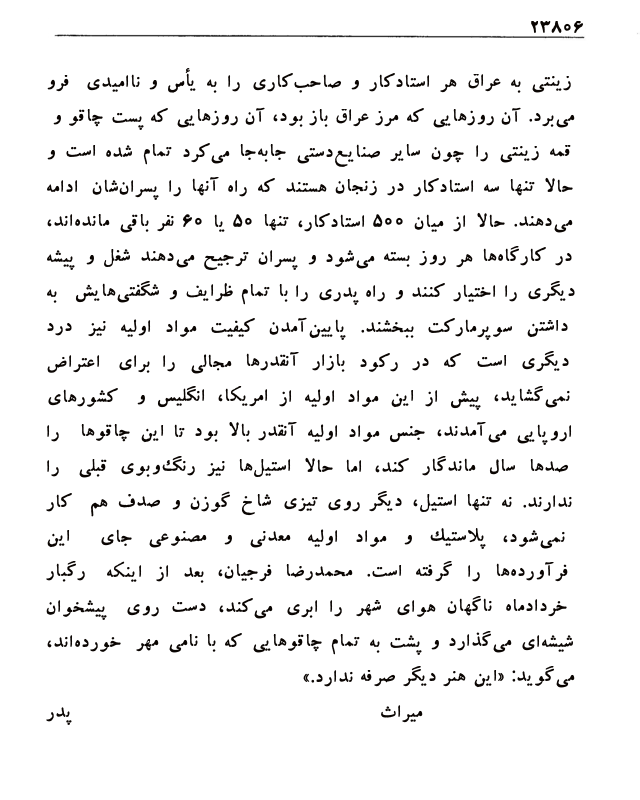 ۲۳۸۰۶
زینتی به عراق هر استادکار و صاحب‌کاری را به یأس و ناامیدی فرو
می‌برد. آن روزهایی که مرز عراق باز بود، آن روزهایی که پست چاقو و
قمه زینتی را چون سایر صنایع‌دستی جابه‌جا می‌کرد تمام شده است و
حالا تنها سه استادکار در زنجان هستند که راه آنها را پسران‌شان ادامه
می‌دهند. حالا از میان ۵۰۰ استادکار، تنها ۵۰ یا ۶۰ نفر باقی مانده‌اند،
در کارگاه‌ها هر روز بسته می‌شود و پسران ترجیح می‌دهند شغل و پیشه
دیگری را اختیار کنند و راه پدری را با تمام ظرایف و شگفتی‌هایش به
داشتن سوپرمارکت ببخشند. پایین‌آمدن کیفیت مواد اولیه نیز درد
دیگری است که در رکود بازار آنقدرها مجالی را برای اعتراض
نمی‌گشاید، پیش از این مواد اولیه از امریکا، انگلیس و کشورهای
اروپایی می‌آمدند، جنس مواد اولیه آنقدر بالا بود تا این چاقوها را
صدها سال ماندگار کند، اما حالا استیل‌ها نیز رنگ‌وبوی قبلی را
ندارند. نه تنها استیل، دیگر روی تیزی شاخ گوزن و صدف هم کار
نمی‌شود، پلاستیك و مواد اولیه معدنی و مصنوعی جای این
فرآورده‌ها را گرفته است. محمدرضا فرجیان، بعد از اینکه رگبار
خردادماه ناگهان هوای شهر را ابری می‌کند، دست روی پیشخوان
شیشه‌ای می‌گذارد و پشت به تمام چاقوهایی که با نامی مهر خورده‌اند،
می‌گوید: «این هنر دیگر صرفه ندارد.»
میراث پدر